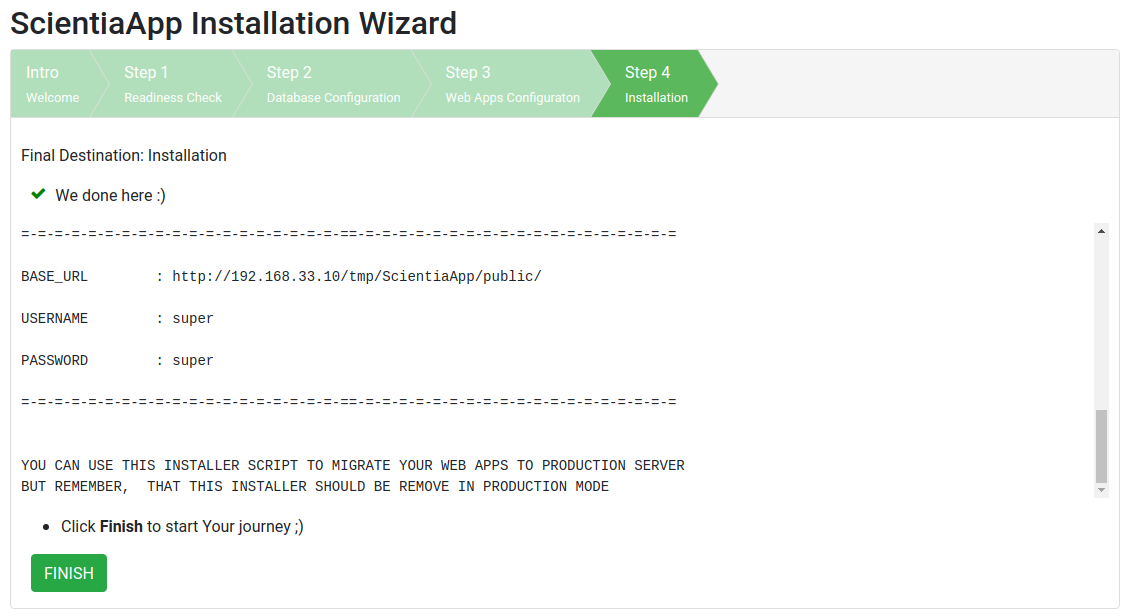 ScientiaApp Installation Wizard
Intro
Welcome
Step 1
Readiness Check
Step 2
Database Configuration
Step 3
Web Apps Configuraton
Step 4
Installation
Final Destination: Installation
We done here :)
=-=-=-=-=-=-=-=-=-=-=-=-=-=-=-=-=-=-=-==-=-=-=-=-=-=-=-=-=-=-=-=-=-=-=-=-=-=-=
BASE_URL : http://192.168.33.10/tmp/ScientiaApp/public/
USERNAME : super
PASSWORD : super
=-=-=-=-=-=-=-=-=-=-=-=-=-=-=-=-=-=-=-==-=-=-=-=-=-=-=-=-=-=-=-=-=-=-=-=-=-=-=
YOU CAN USE THIS INSTALLER SCRIPT TO MIGRATE YOUR WEB APPS TO PRODUCTION SERVER
BUT REMEMBER, THAT THIS INSTALLER SHOULD BE REMOVE IN PRODUCTION MODE
• Click Finish to start Your journey ;)
FINISH